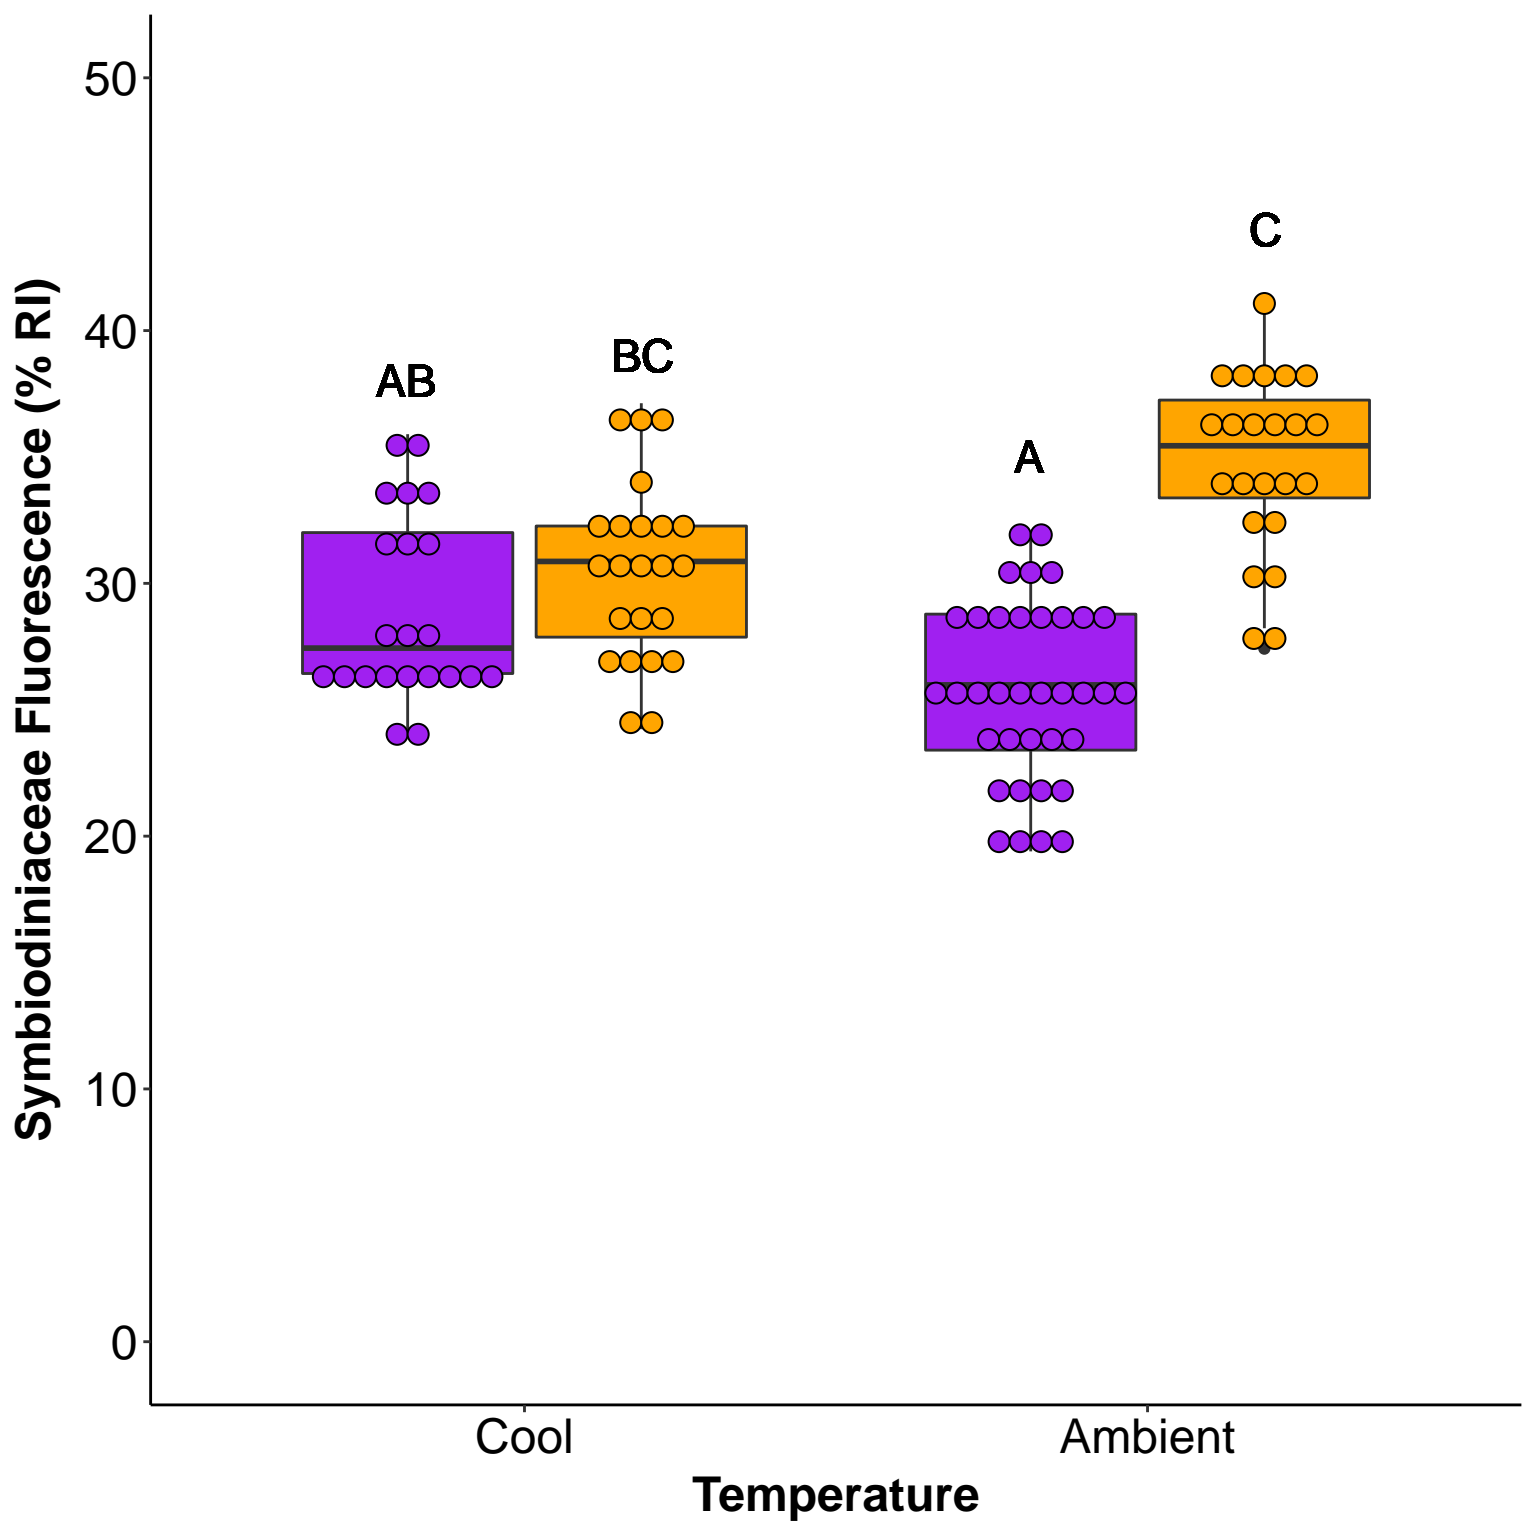 Symbiodiniaceae Fluorescence (% RI)
50
40
30
20
10
0
AB
BC
A
C
Cool
Ambient
Temperature